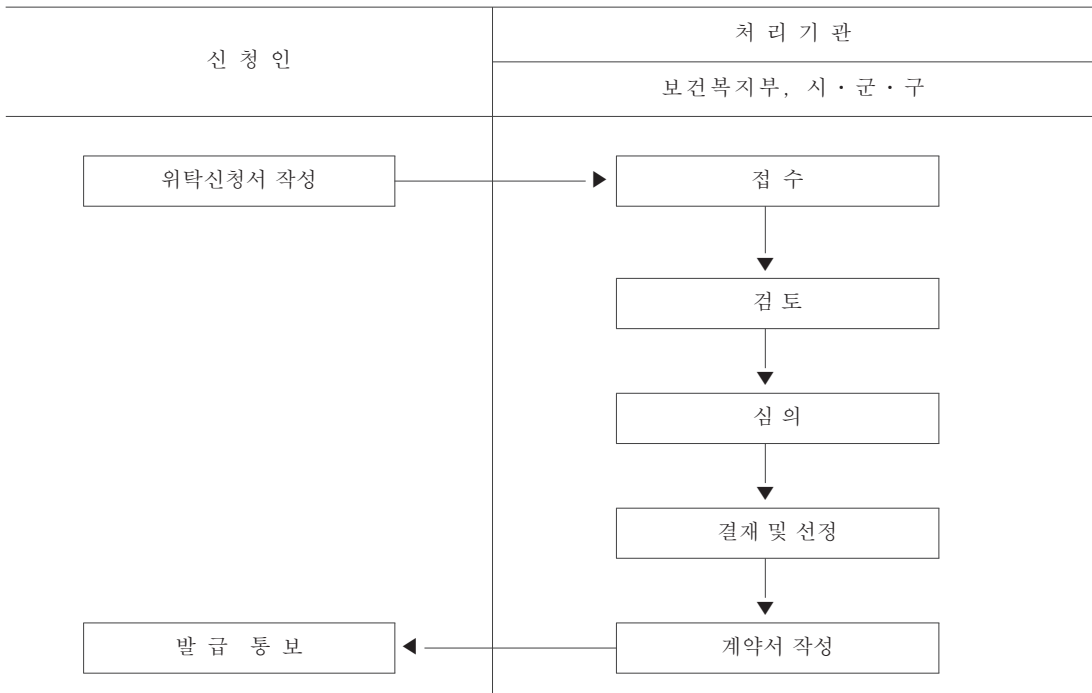 신 청 인
처 리 기 관
보건복지부, 시·군·구
위탁신청서 작성
접 수
검 토
심 의
결재 및 선정
발 급 통 보
계약서 작성